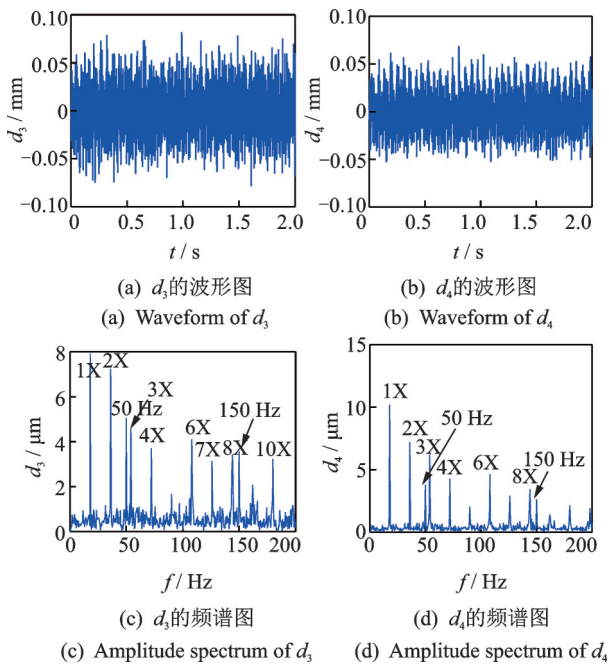 0.10
0.05
0
−0.05
−0.10
d₃ / mm
0 0.5 1.0 1.5 2.0
t / s
(a) d₃的波形图
(a) Waveform of d₃
0.10
0.05
0
−0.05
−0.10
d₄ / mm
0 0.5 1.0 1.5 2.0
t / s
(b) d₄的波形图
(b) Waveform of d₄
8
6
4
2
0
d₃ / μm
1X
2X
50 Hz
3X
4X
6X
7X
8X
150 Hz
10X
0 50 100 150 200
f / Hz
(c) d₃的频谱图
(c) Amplitude spectrum of d₃
15
10
5
0
d₄ / μm
1X
2X
50 Hz
3X
4X
6X
8X
150 Hz
0 50 100 150 200
f / Hz
(d) d₄的频谱图
(d) Amplitude spectrum of d₄